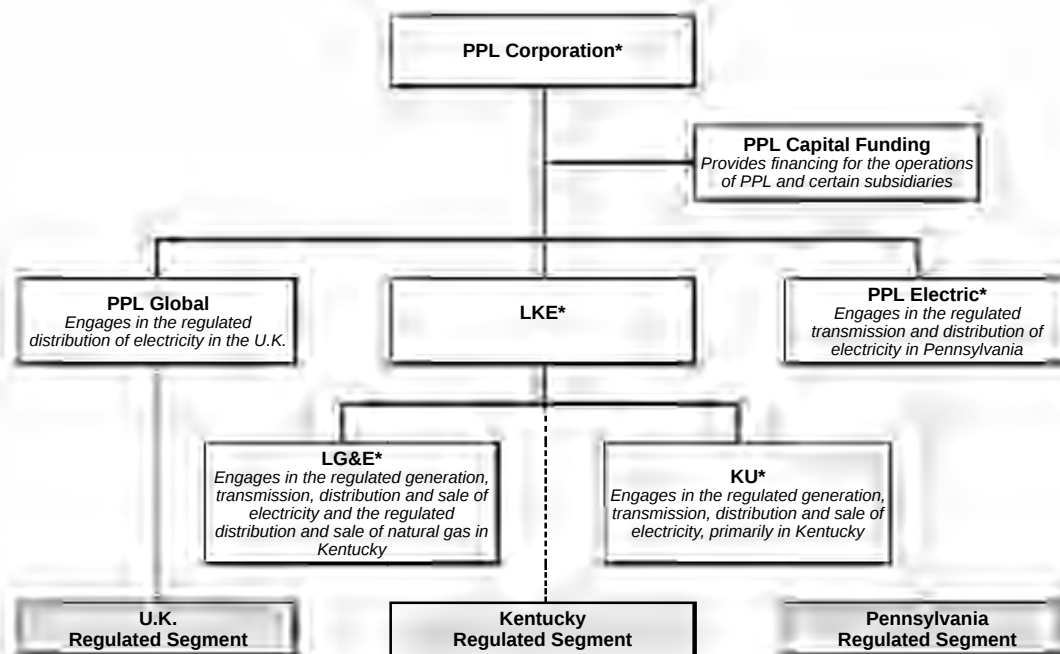 PPL Corporation*
PPL Capital Funding
Provides financing for the operations
of PPL and certain subsidiaries
PPL Global
Engages in the regulated
distribution of electricity in the U.K.
LKE*
PPL Electric*
Engages in the regulated
transmission and distribution of
electricity in Pennsylvania
LG&E*
Engages in the regulated generation,
transmission, distribution and sale of
electricity and the regulated
distribution and sale of natural gas in
Kentucky
KU*
Engages in the regulated generation,
transmission, distribution and sale of
electricity, primarily in Kentucky
U.K.
Regulated Segment
Kentucky
Regulated Segment
Pennsylvania
Regulated Segment